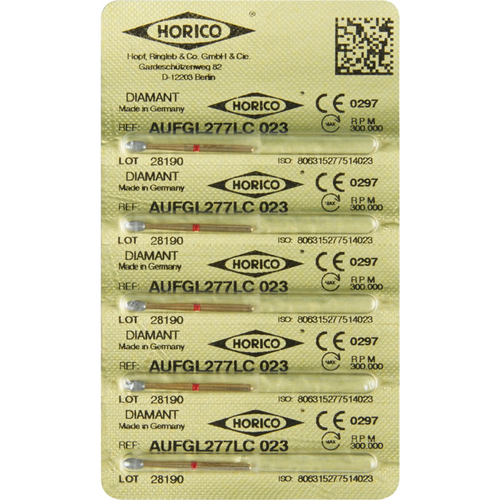 HORICO
Hopf, Ringleb & Co. GmbH & Cie.
Gardeschützenweg 82
D-12203 Berlin
DIAMANT HORICO CE 0297
Made in Germany
REF: AUFGL277LC 023 MAX RPM 300.000
LOT 28190 ISO: 806315277514023
DIAMANT HORICO CE 0297
Made in Germany
REF: AUFGL277LC 023 MAX RPM 300.000
LOT 28190 ISO: 806315277514023
DIAMANT HORICO CE 0297
Made in Germany
REF: AUFGL277LC 023 MAX RPM 300.000
LOT 28190 ISO: 806315277514023
DIAMANT HORICO CE 0297
Made in Germany
REF: AUFGL277LC 023 MAX RPM 300.000
LOT 28190 ISO: 806315277514023
DIAMANT HORICO CE 0297
Made in Germany
REF: AUFGL277LC 023 MAX RPM 300.000
LOT 28190 ISO: 806315277514023